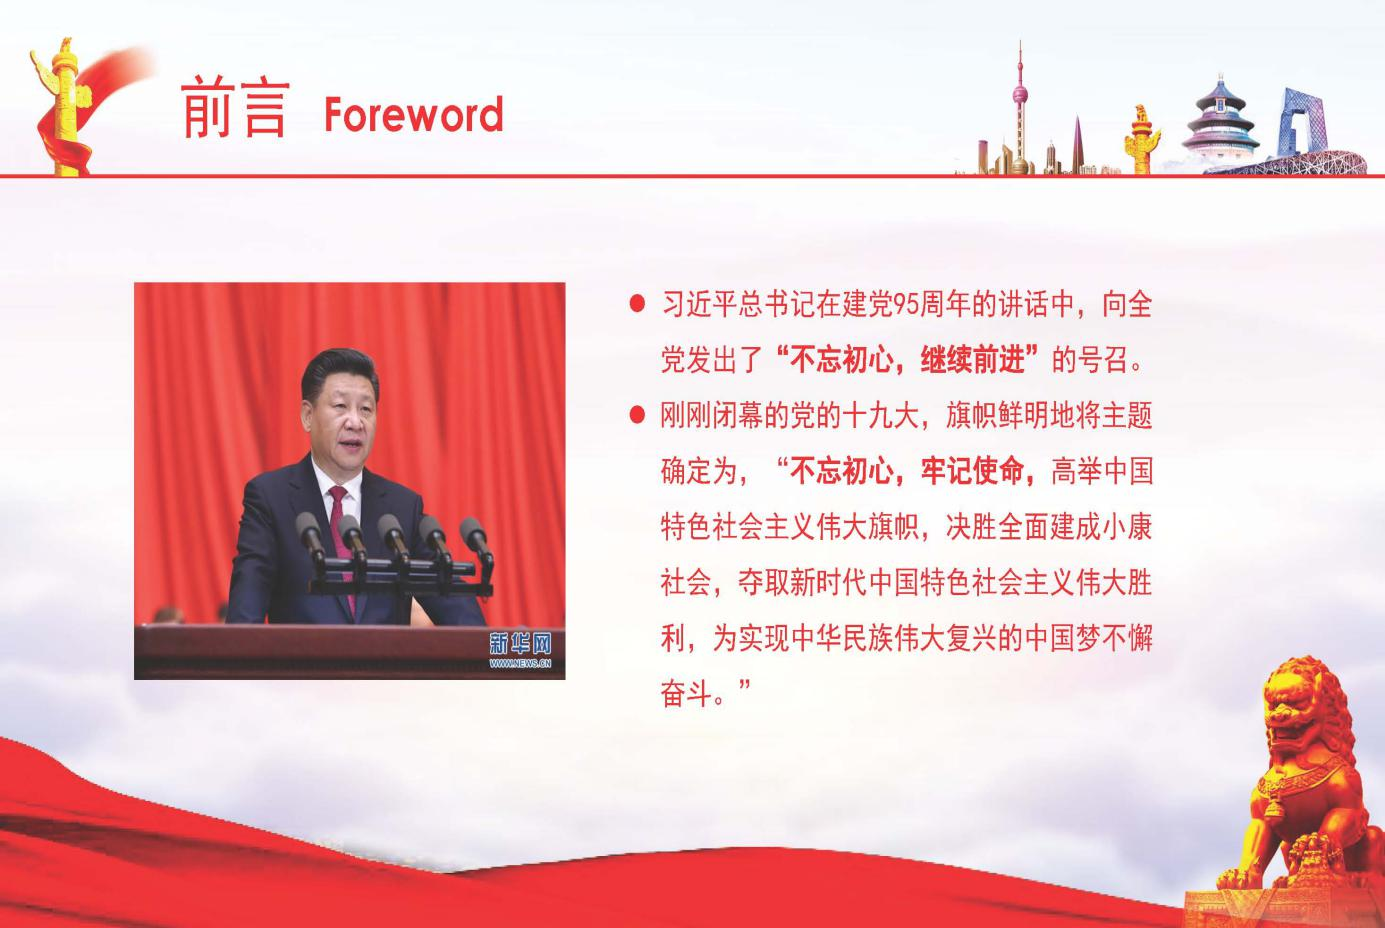 前言 Foreword
习近平总书记在建党95周年的讲话中，向全
党发出了“不忘初心，继续前进”的号召。
刚刚闭幕的党的十九大，旗帜鲜明地将主题
确定为，“不忘初心，牢记使命，高举中国
特色社会主义伟大旗帜，决胜全面建成小康
社会，夺取新时代中国特色社会主义伟大胜
利，为实现中华民族伟大复兴的中国梦不懈
奋斗。”
新华网
WWW.NEWS.CN